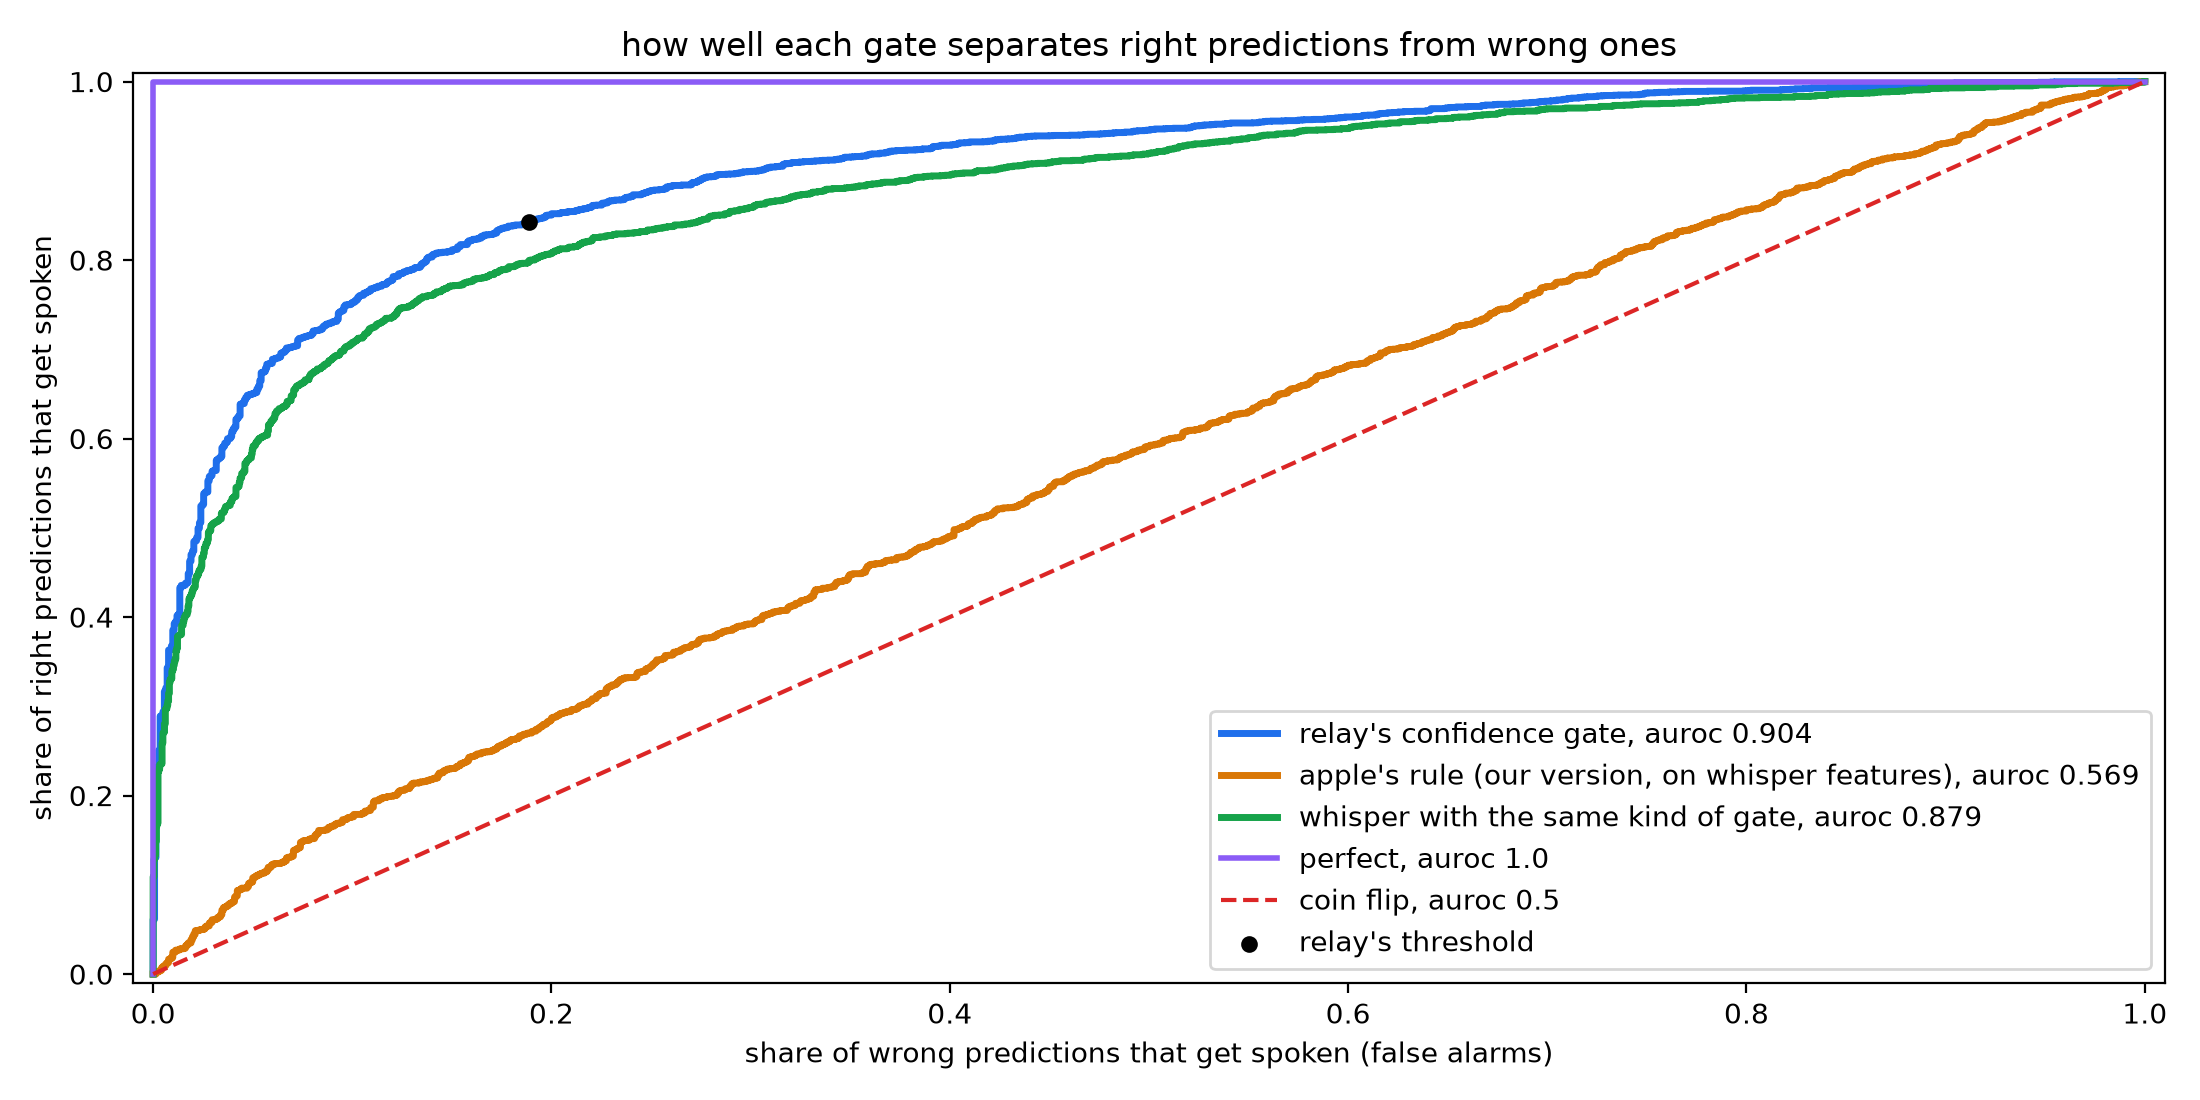 how well each gate separates right predictions from wrong ones
share of right predictions that get spoken
1.0
0.8
0.6
0.4
0.2
0.0
0.0 0.2 0.4 0.6 0.8 1.0
share of wrong predictions that get spoken (false alarms)
relay's confidence gate, auroc 0.904
apple's rule (our version, on whisper features), auroc 0.569
whisper with the same kind of gate, auroc 0.879
perfect, auroc 1.0
coin flip, auroc 0.5
relay's threshold